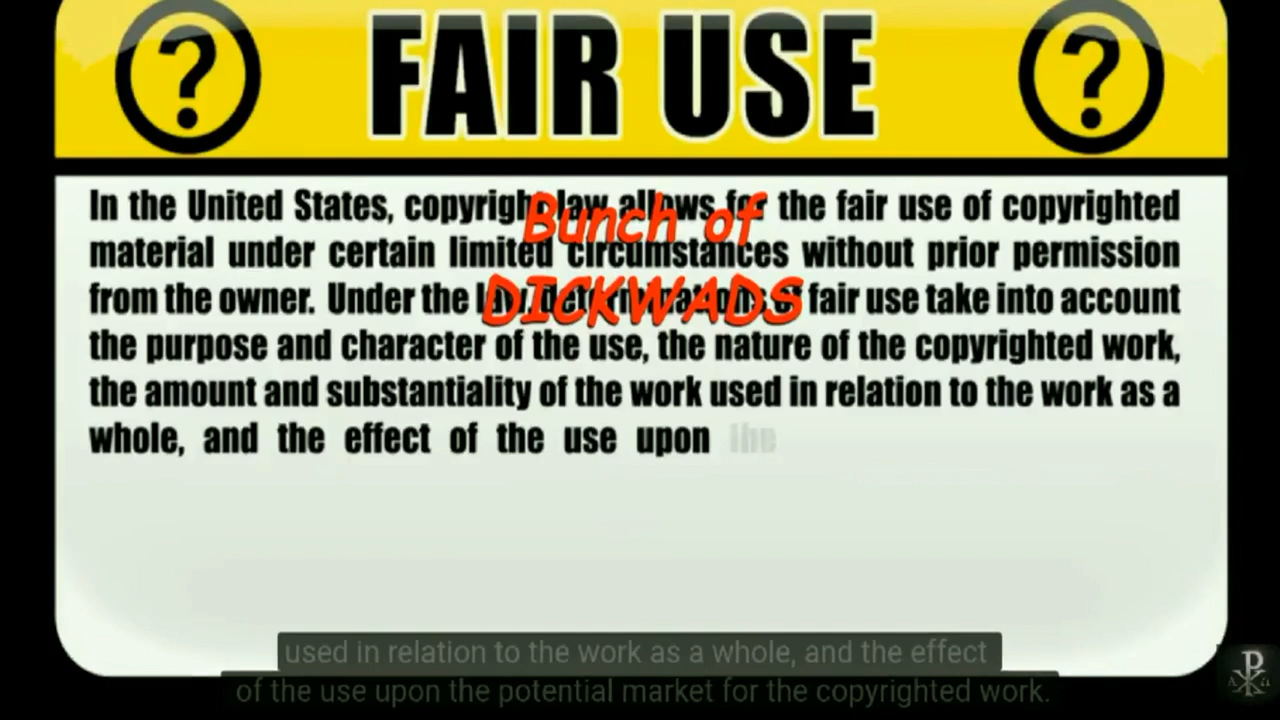 FAIR USE
In the United States, copyright law allows for the fair use of copyrighted
material under certain limited circumstances without prior permission
from the owner. Under the law, determinations of fair use take into account
the purpose and character of the use, the nature of the copyrighted work,
the amount and substantiality of the work used in relation to the work as a
whole, and the effect of the use upon the
Bunch of
DICKWADS
used in relation to the work as a whole, and the effect
of the use upon the potential market for the copyrighted work.